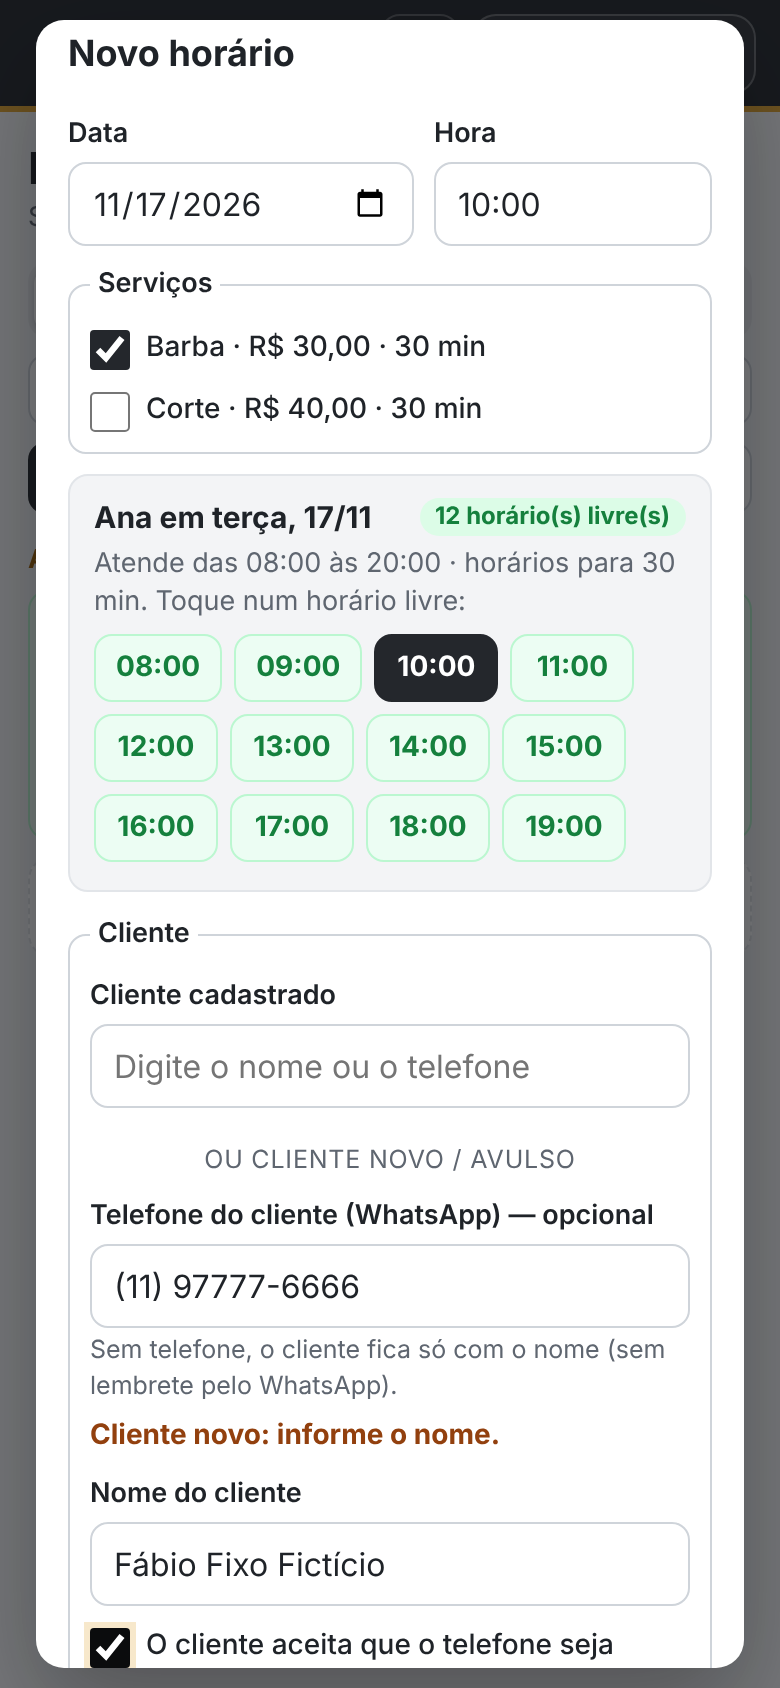 Novo horário
Data
Hora
11/17/2026
10:00
Serviços
Barba · R$ 30,00 · 30 min
Corte · R$ 40,00 · 30 min
Ana em terça, 17/11
12 horário(s) livre(s)
Atende das 08:00 às 20:00 · horários para 30
min. Toque num horário livre:
08:00
09:00
10:00
11:00
12:00
13:00
14:00
15:00
16:00
17:00
18:00
19:00
Cliente
Cliente cadastrado
Digite o nome ou o telefone
OU CLIENTE NOVO / AVULSO
Telefone do cliente (WhatsApp) — opcional
(11) 97777-6666
Sem telefone, o cliente fica só com o nome (sem
lembrete pelo WhatsApp).
Cliente novo: informe o nome.
Nome do cliente
Fábio Fixo Fictício
O cliente aceita que o telefone seja